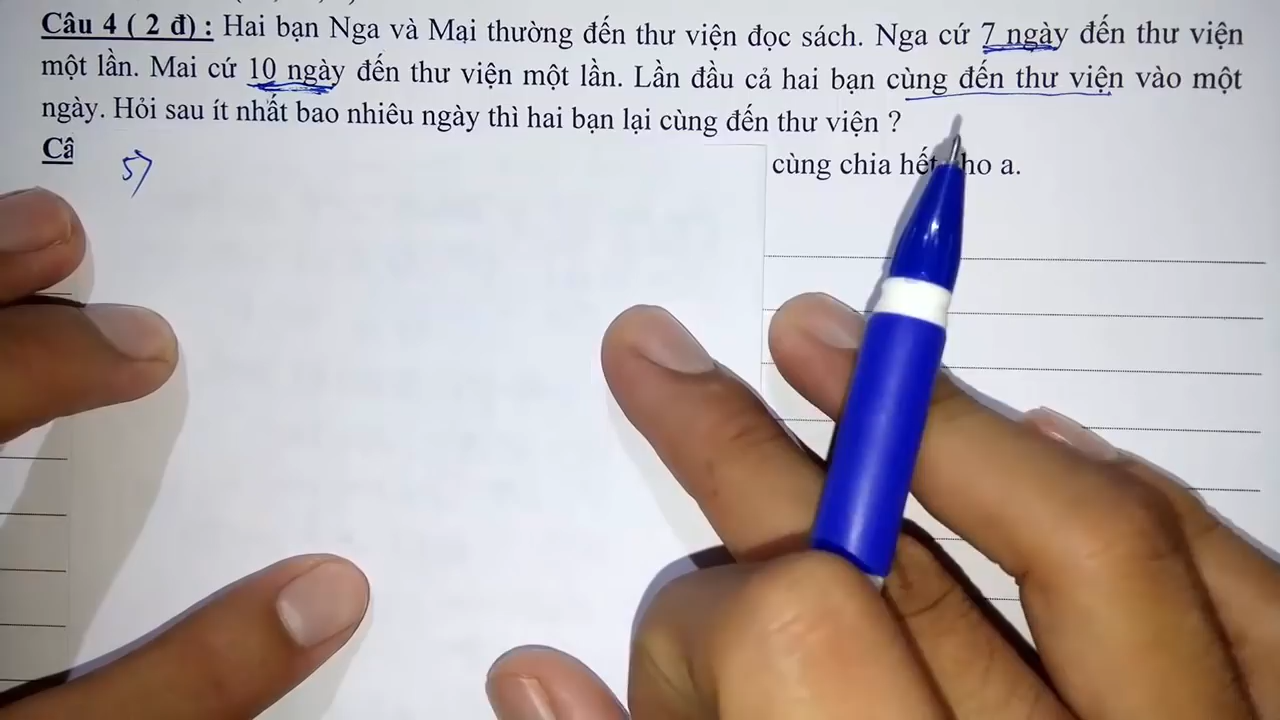 Câu 4 ( 2 đ) : Hai bạn Nga và Mại thường đến thư viện đọc sách. Nga cứ 7 ngày đến thư viện
một lần. Mai cứ 10 ngày đến thư viện một lần. Lần đầu cả hai bạn cùng đến thư viện vào một
ngày. Hỏi sau ít nhất bao nhiêu ngày thì hai bạn lại cùng đến thư viện ?
Câ cùng chia hết a.
5)